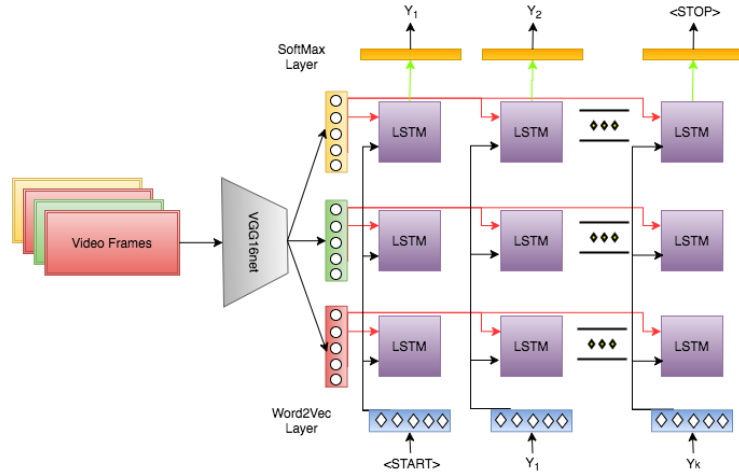 Y1
Y2
<STOP>
SoftMax
Layer
LSTM
LSTM
LSTM
Video Frames
VGG16net
LSTM
LSTM
LSTM
LSTM
LSTM
LSTM
Word2Vec
Layer
<START>
Y1
Yk